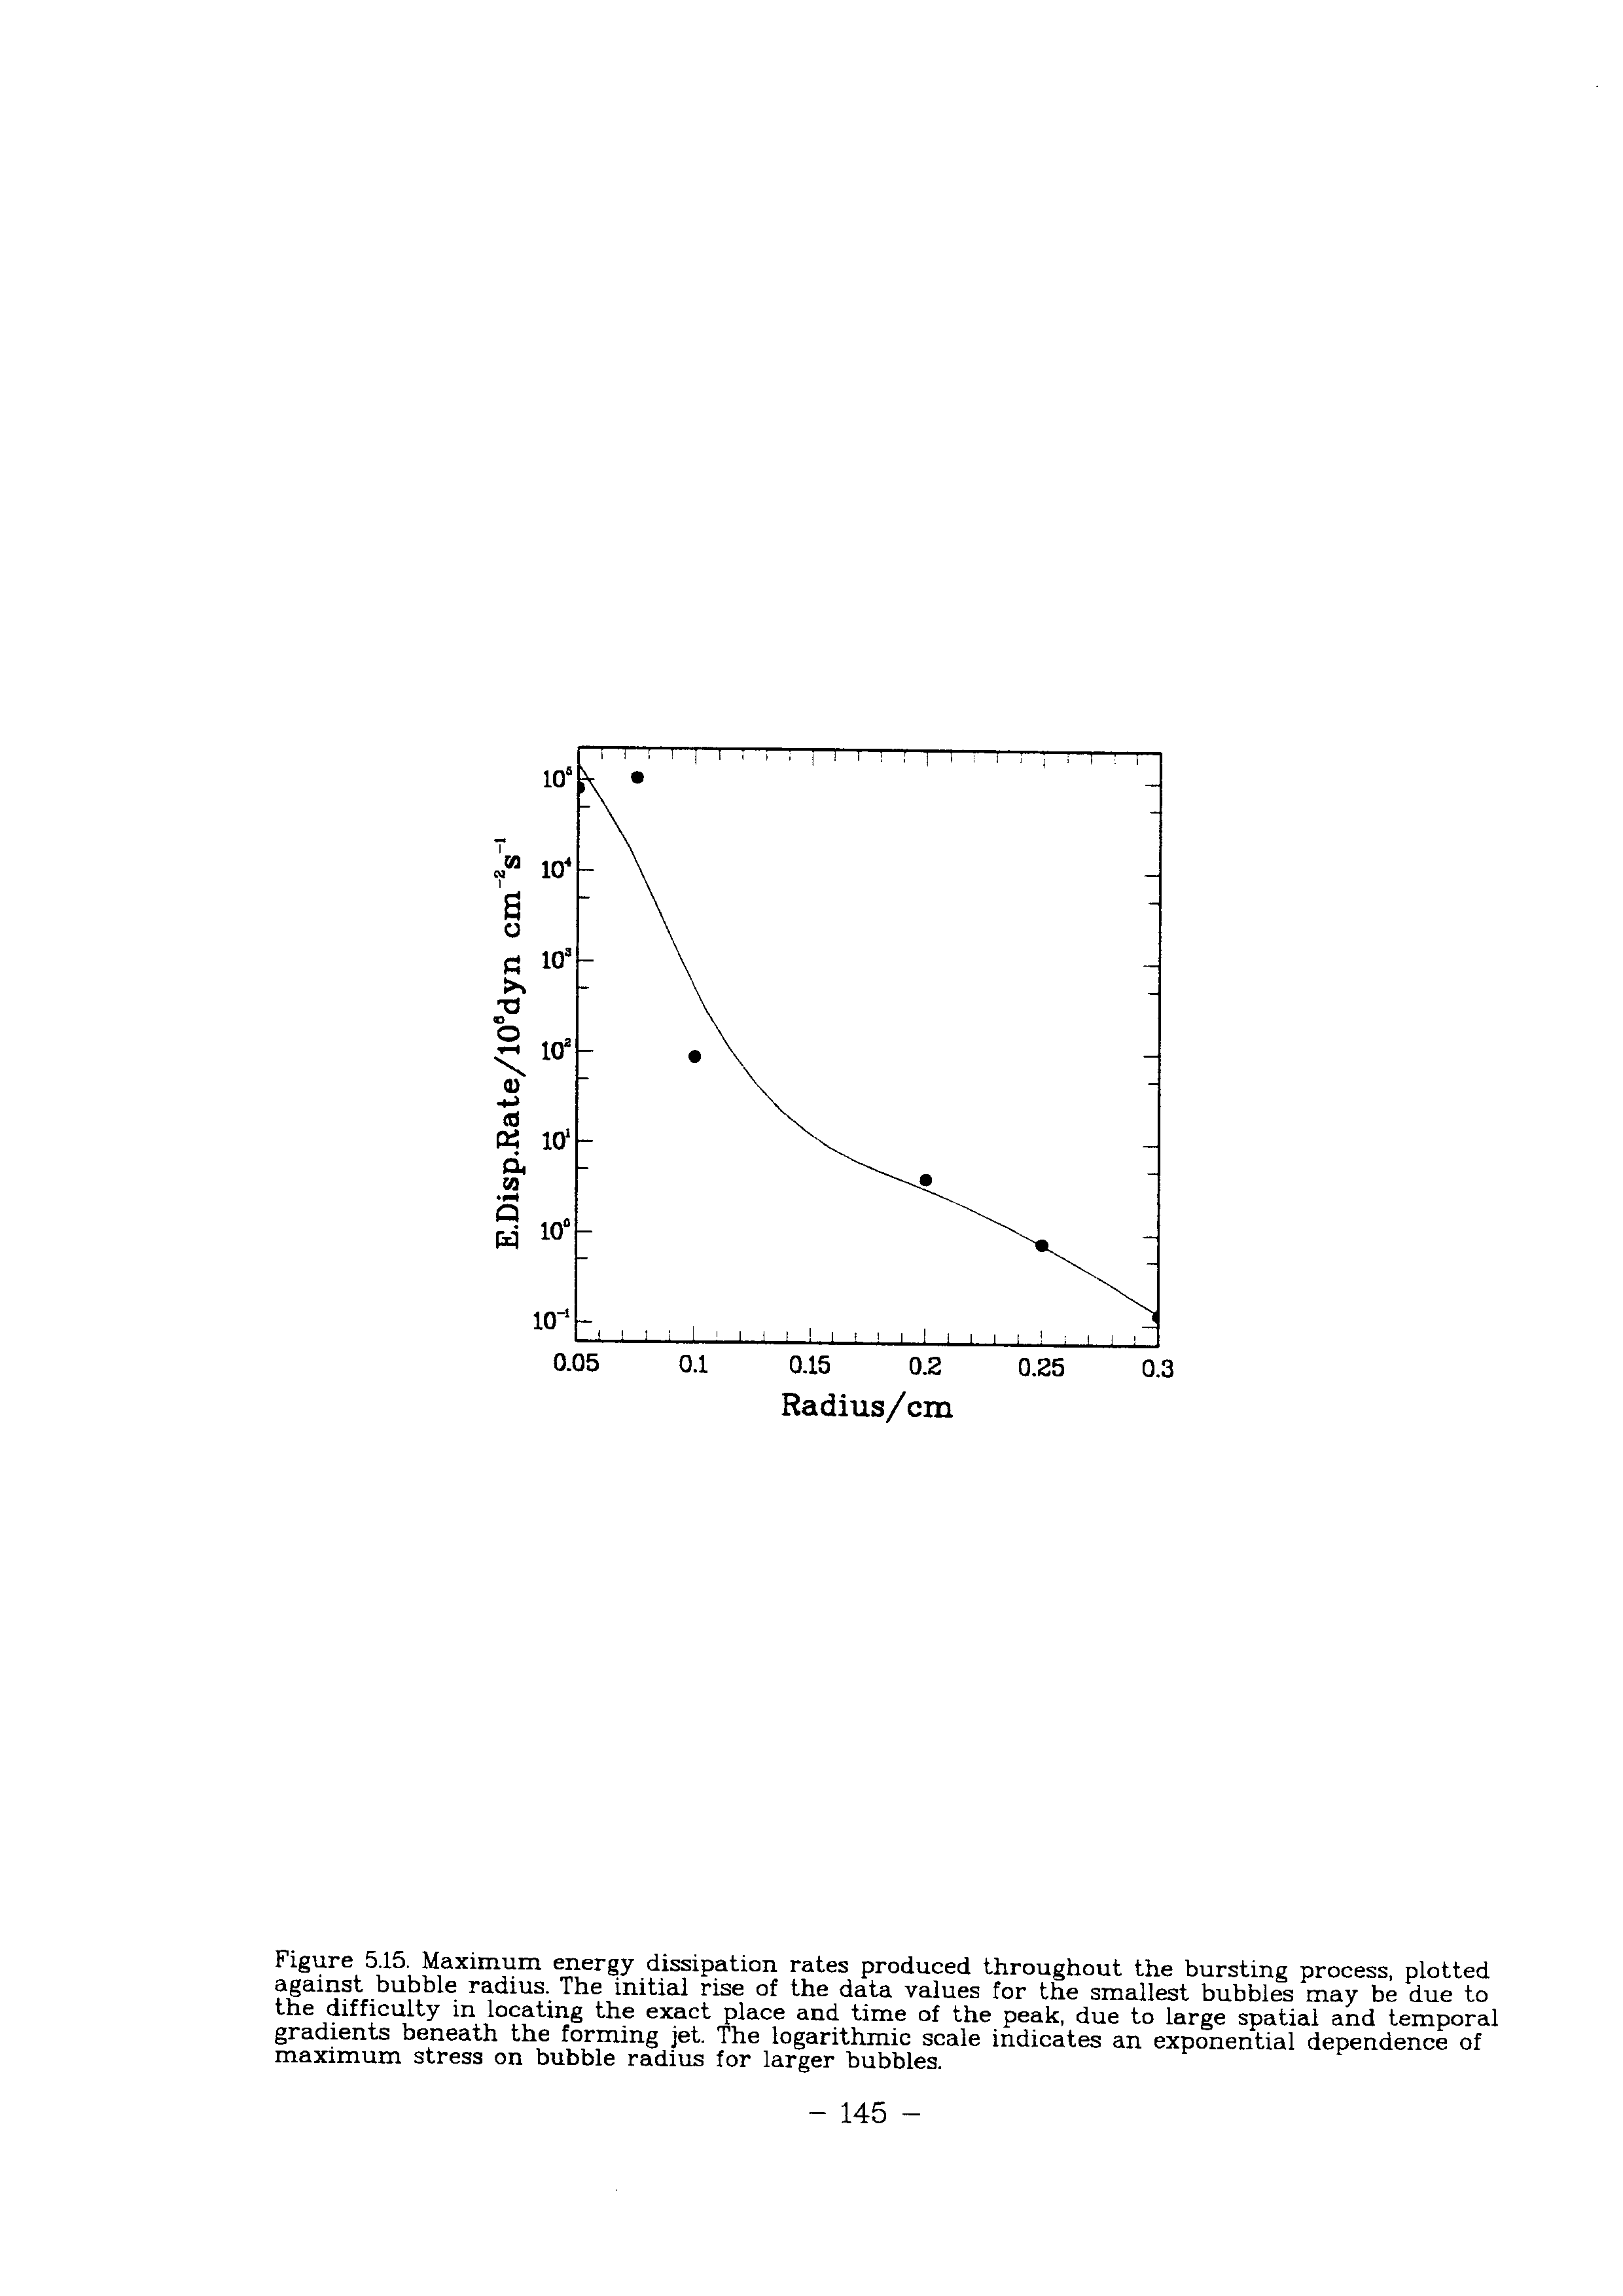 10⁵
10⁴
10³
10²
10¹
10⁰
10⁻¹
E.Disp.Rate/10⁶dyn cm⁻²s⁻¹
0.05 0.1 0.15 0.2 0.25 0.3
Radius/cm
Figure 5.15. Maximum energy dissipation rates produced throughout the bursting process, plotted
against bubble radius. The initial rise of the data values for the smallest bubbles may be due to
the difficulty in locating the exact place and time of the peak, due to large spatial and temporal
gradients beneath the forming jet. The logarithmic scale indicates an exponential dependence of
maximum stress on bubble radius for larger bubbles.
– 145 –